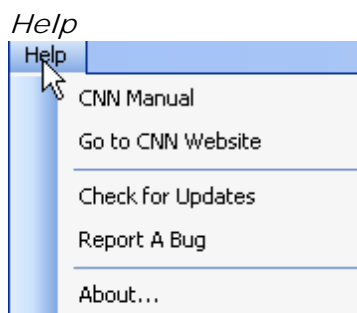 Help
Help
CNN Manual
Go to CNN Website
Check for Updates
Report A Bug
About...